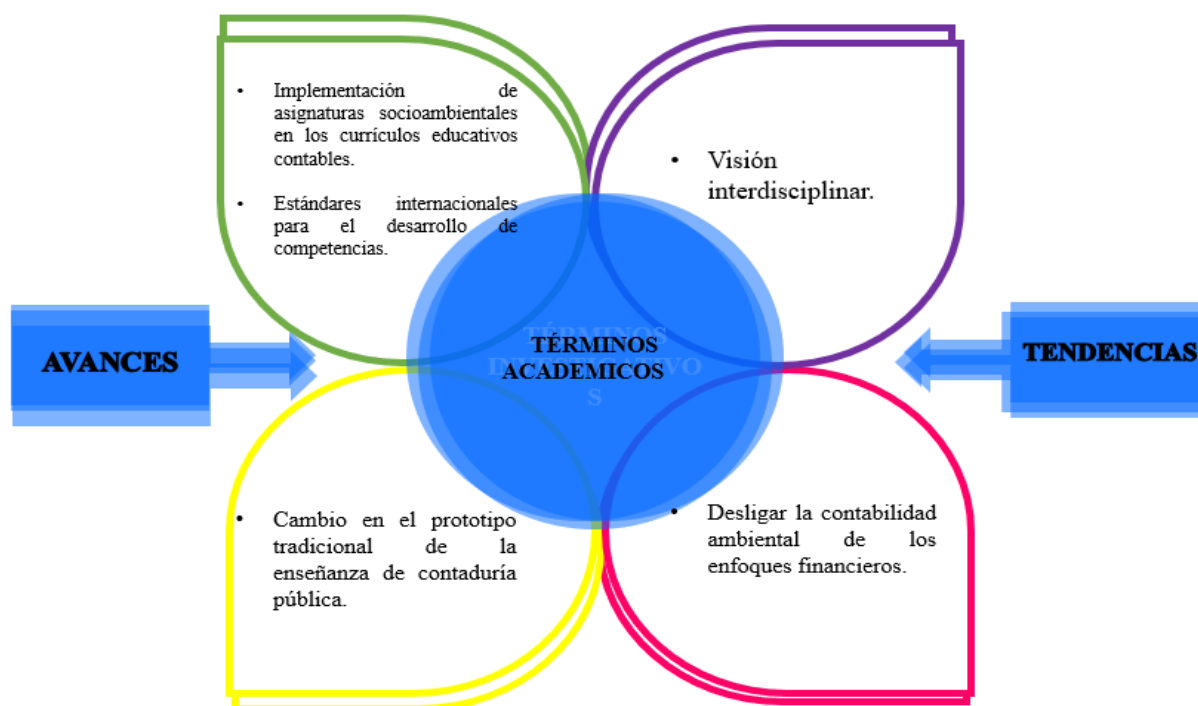 • Implementación de
asignaturas socioambientales
en los currículos educativos
contables.
• Estándares internacionales
para el desarrollo de
competencias.
• Visión
interdisciplinar.
AVANCES
TÉRMINOS
INVESTIGATIVO
S
TÉRMINOS
ACADEMICOS
TENDENCIAS
• Cambio en el prototipo
tradicional de la
enseñanza de contaduría
pública.
• Desligar la contabilidad
ambiental de los
enfoques financieros.